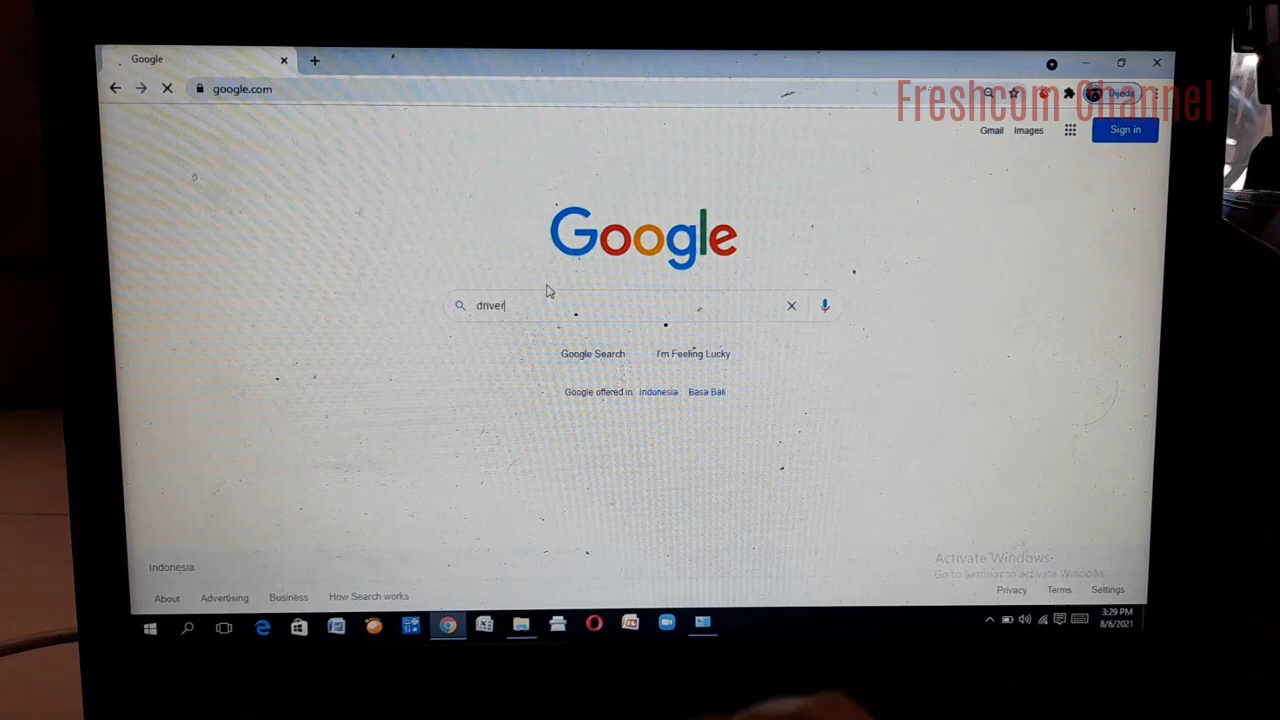 Google
google.com
Freshcom Channel
Dijeda
Gmail Images Sign in
Google
driver
Google Search I'm Feeling Lucky
Google offered in Indonesia Basa Bali
Activate Windows
Go to Settings to activate Windows.
Indonesia
About Advertising Business How Search works Privacy Terms Settings
3:29 PM
8/6/2021